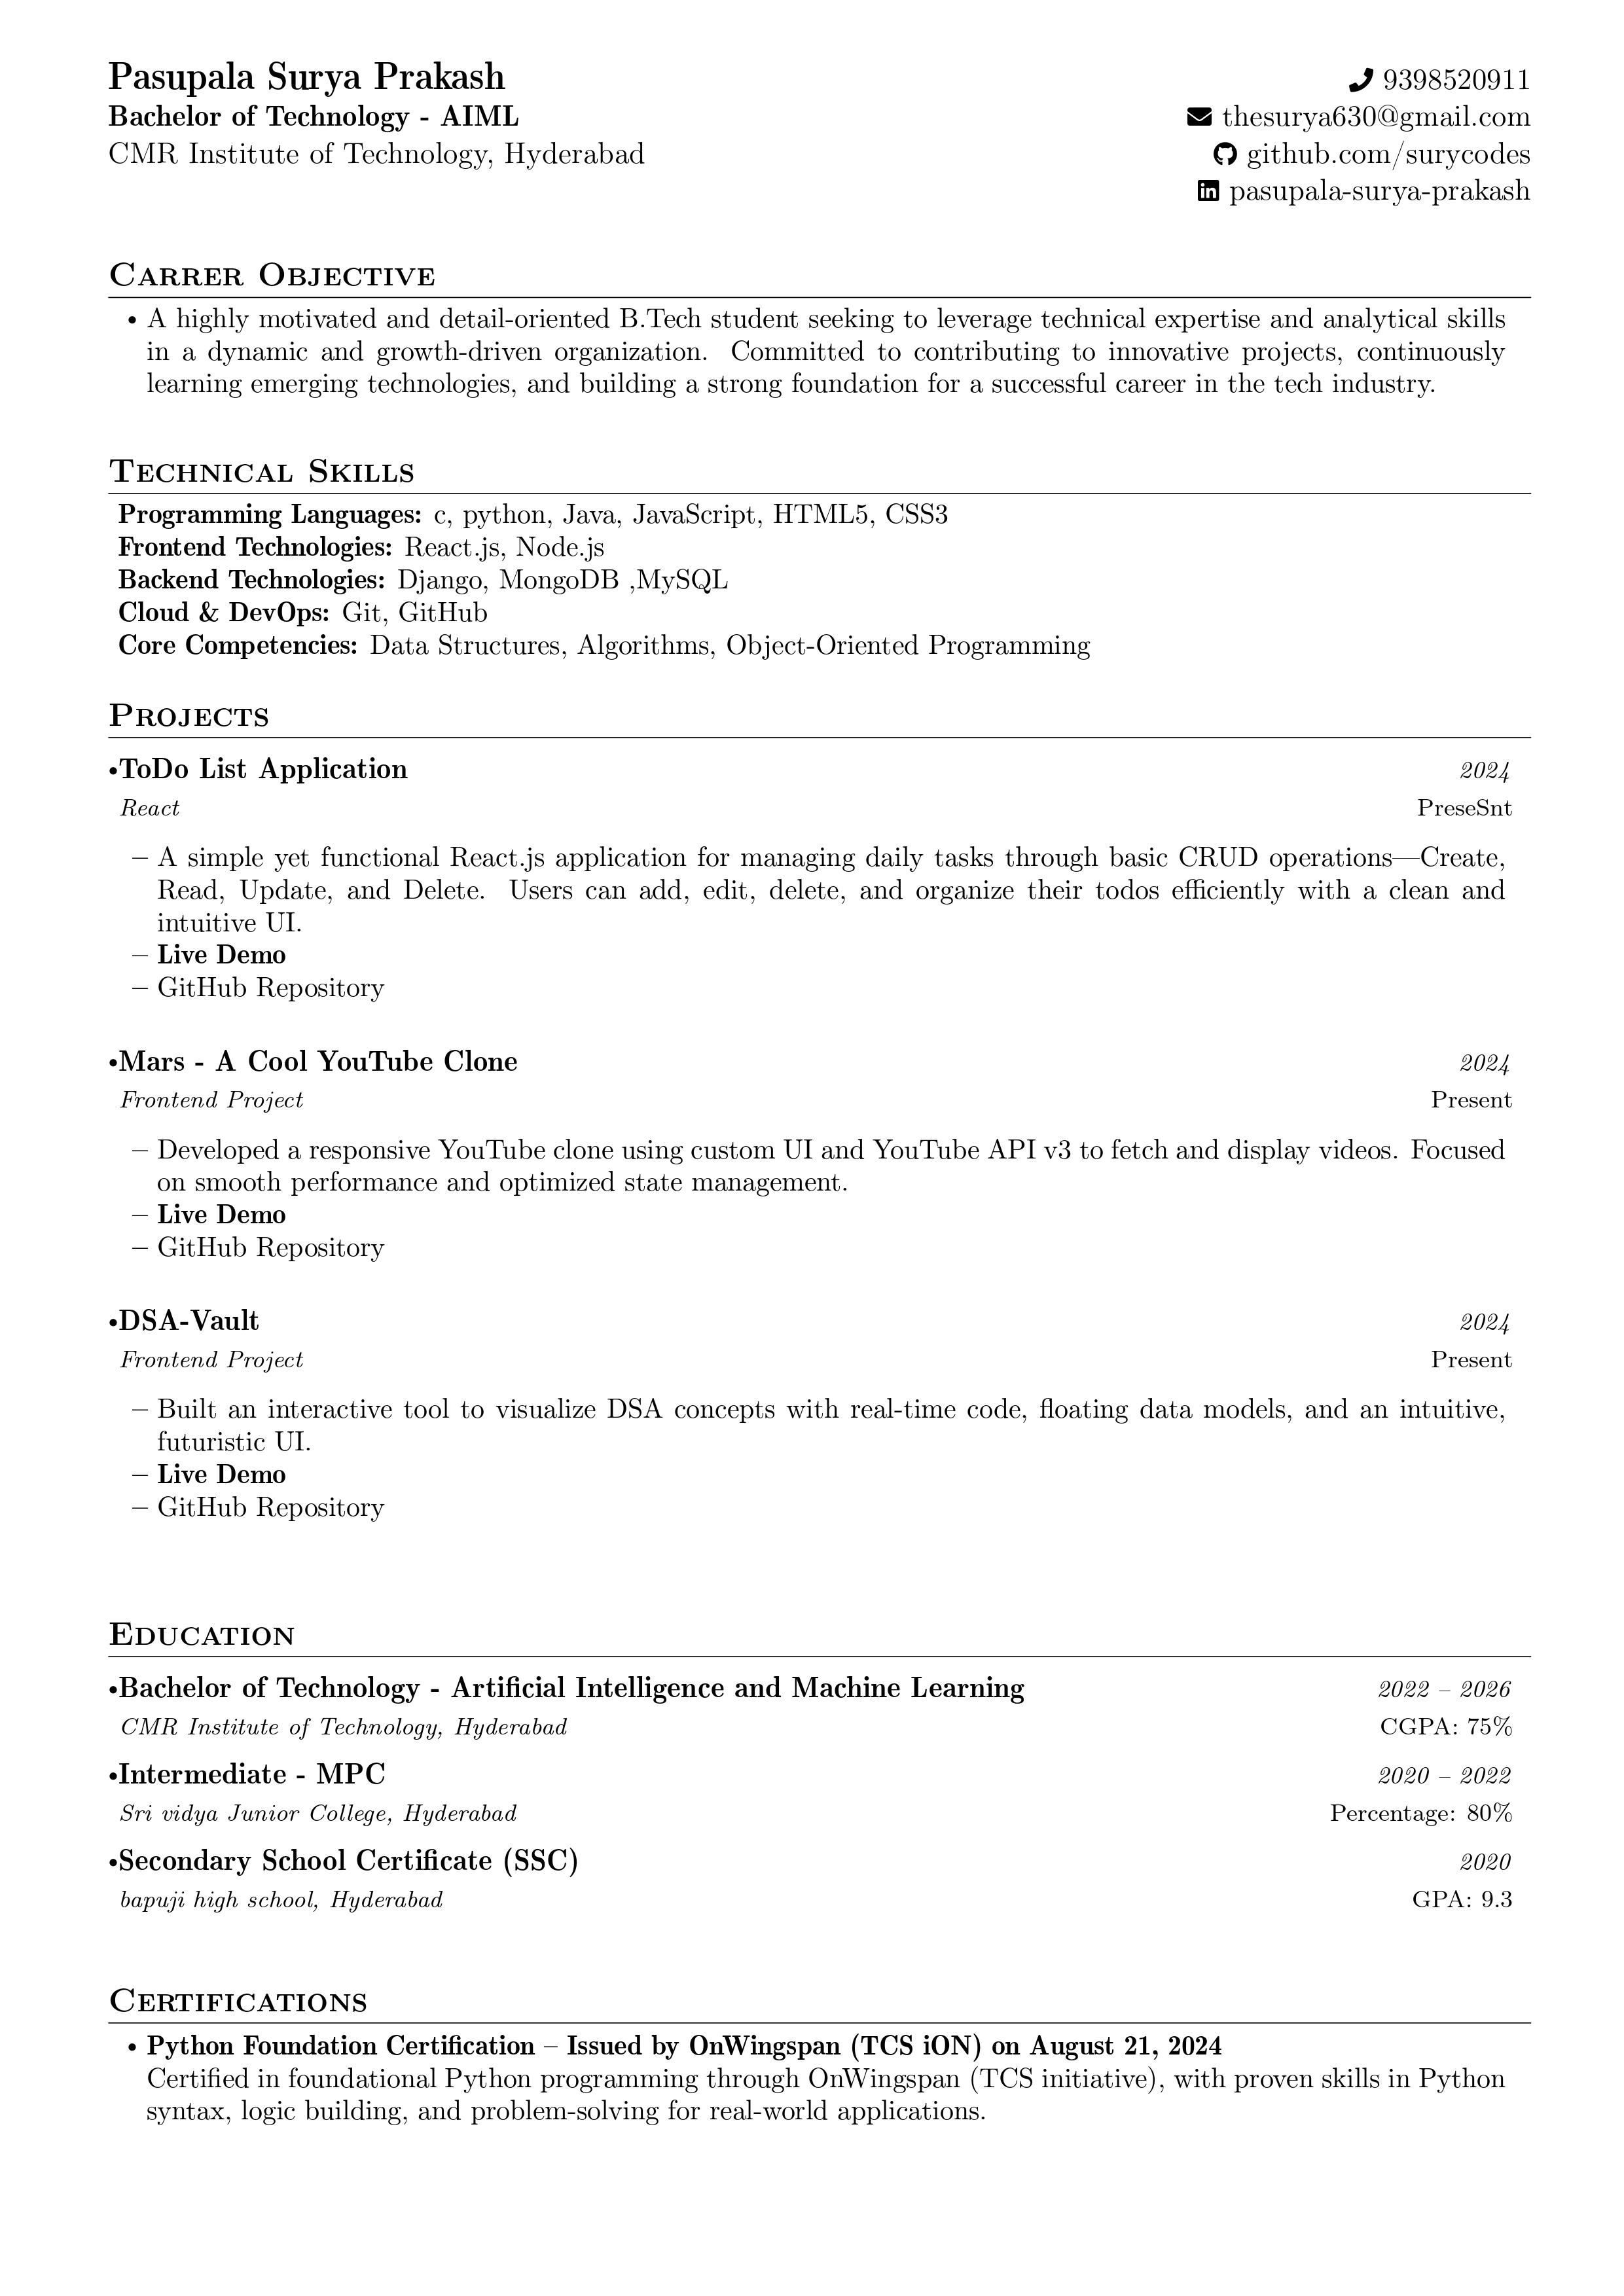 Pasupala Surya Prakash
9398520911
Bachelor of Technology - AIML
thesurya630@gmail.com
CMR Institute of Technology, Hyderabad
github.com/surycodes
pasupala-surya-prakash
Carrer Objective
• A highly motivated and detail-oriented B.Tech student seeking to leverage technical expertise and analytical skills
in a dynamic and growth-driven organization. Committed to contributing to innovative projects, continuously
learning emerging technologies, and building a strong foundation for a successful career in the tech industry.
Technical Skills
Programming Languages: c, python, Java, JavaScript, HTML5, CSS3
Frontend Technologies: React.js, Node.js
Backend Technologies: Django, MongoDB ,MySQL
Cloud & DevOps: Git, GitHub
Core Competencies: Data Structures, Algorithms, Object-Oriented Programming
Projects
•ToDo List Application 2024
React PreseSnt
– A simple yet functional React.js application for managing daily tasks through basic CRUD operations—Create,
Read, Update, and Delete. Users can add, edit, delete, and organize their todos efficiently with a clean and
intuitive UI.
– Live Demo
– GitHub Repository
•Mars - A Cool YouTube Clone 2024
Frontend Project Present
– Developed a responsive YouTube clone using custom UI and YouTube API v3 to fetch and display videos. Focused
on smooth performance and optimized state management.
– Live Demo
– GitHub Repository
•DSA-Vault 2024
Frontend Project Present
– Built an interactive tool to visualize DSA concepts with real-time code, floating data models, and an intuitive,
futuristic UI.
– Live Demo
– GitHub Repository
Education
•Bachelor of Technology - Artificial Intelligence and Machine Learning 2022 – 2026
CMR Institute of Technology, Hyderabad CGPA: 75%
•Intermediate - MPC 2020 – 2022
Sri vidya Junior College, Hyderabad Percentage: 80%
•Secondary School Certificate (SSC) 2020
bapuji high school, Hyderabad GPA: 9.3
Certifications
• Python Foundation Certification – Issued by OnWingspan (TCS iON) on August 21, 2024
Certified in foundational Python programming through OnWingspan (TCS initiative), with proven skills in Python
syntax, logic building, and problem-solving for real-world applications.